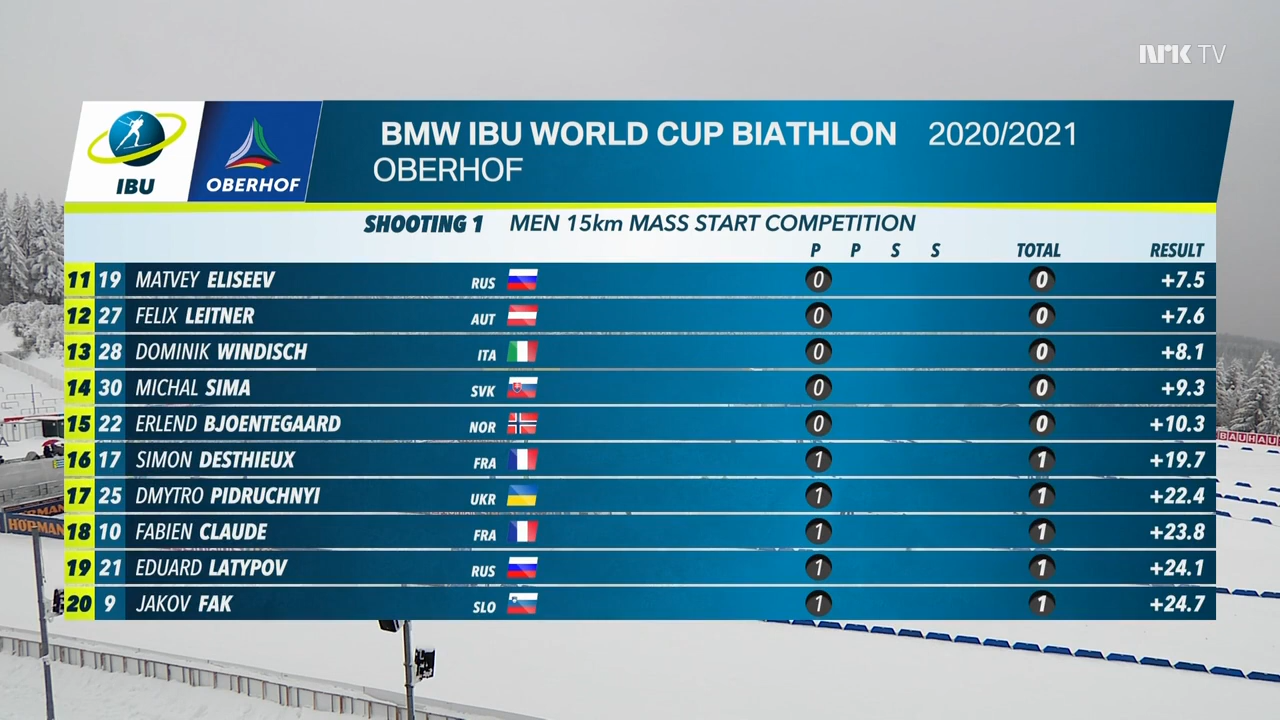 NRK TV
IBU
OBERHOF
BMW IBU WORLD CUP BIATHLON 2020/2021
OBERHOF
SHOOTING 1 MEN 15km MASS START COMPETITION
P P S S TOTAL RESULT
11 19 MATVEY ELISEEV RUS 0 0 +7.5
12 27 FELIX LEITNER AUT 0 0 +7.6
13 28 DOMINIK WINDISCH ITA 0 0 +8.1
14 30 MICHAL SIMA SVK 0 0 +9.3
15 22 ERLEND BJOENTEGAARD NOR 0 0 +10.3
16 17 SIMON DESTHIEUX FRA 1 1 +19.7
17 25 DMYTRO PIDRUCHNYI UKR 1 1 +22.4
18 10 FABIEN CLAUDE FRA 1 1 +23.8
19 21 EDUARD LATYPOV RUS 1 1 +24.1
20 9 JAKOV FAK SLO 1 1 +24.7
BAUHAU
HÖRMAN